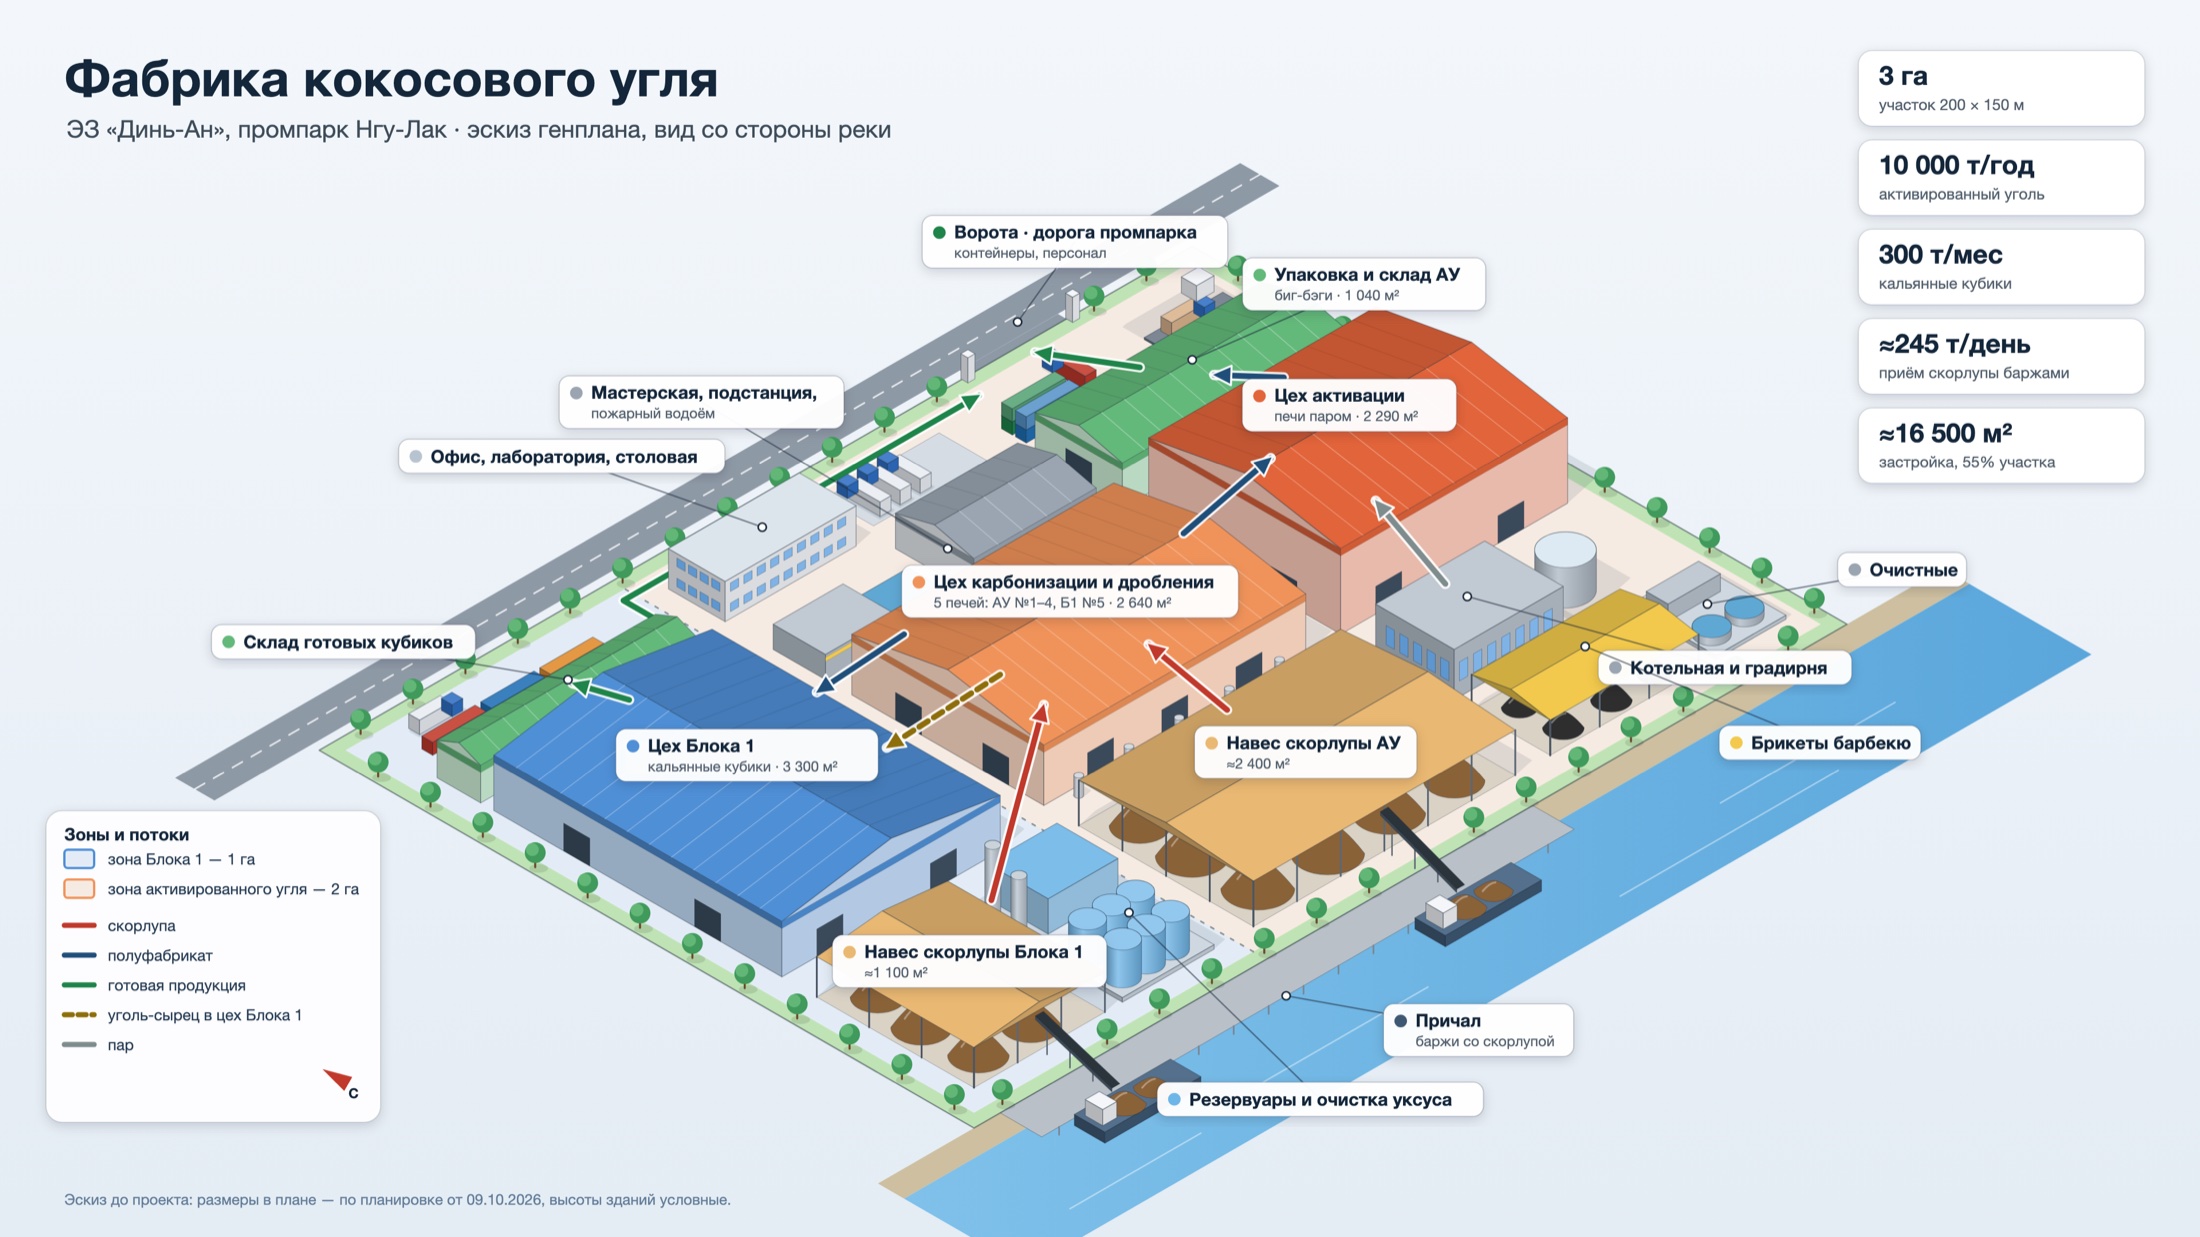 Фабрика кокосового угля
ЭЗ «Динь-Ан», промпарк Нгу-Лак · эскиз генплана, вид со стороны реки
3 га
участок 200 × 150 м
10 000 т/год
активированный уголь
300 т/мес
кальянные кубики
≈245 т/день
приём скорлупы баржами
≈16 500 м²
застройка, 55% участка
Ворота · дорога промпарка
контейнеры, персонал
Упаковка и склад АУ
биг-бэги · 1 040 м²
Мастерская, подстанция,
пожарный водоём
Цех активации
печи паром · 2 290 м²
Офис, лаборатория, столовая
Очистные
Цех карбонизации и дробления
5 печей: АУ №1–4, Б1 №5 · 2 640 м²
Склад готовых кубиков
Котельная и градирня
Цех Блока 1
кальянные кубики · 3 300 м²
Навес скорлупы АУ
≈2 400 м²
Брикеты барбекю
Навес скорлупы Блока 1
≈1 100 м²
Причал
баржи со скорлупой
Резервуары и очистка уксуса
Зоны и потоки
зона Блока 1 — 1 га
зона активированного угля — 2 га
скорлупа
полуфабрикат
готовая продукция
уголь-сырец в цех Блока 1
пар
С
Эскиз до проекта: размеры в плане — по планировке от 09.10.2026, высоты зданий условные.